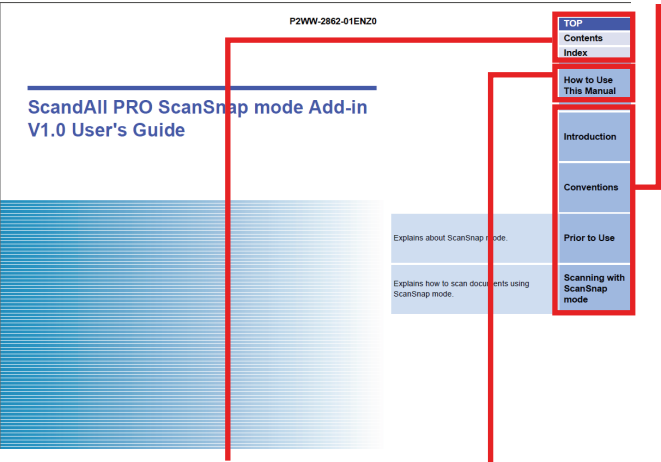 P2WW-2862-01ENZ0
TOP
Contents
Index
How to Use
This Manual
ScandAll PRO ScanSnap mode Add-in
V1.0 User's Guide
Introduction
Conventions
Explains about ScanSnap mode.
Prior to Use
Explains how to scan documents using
ScanSnap mode.
Scanning with
ScanSnap
mode